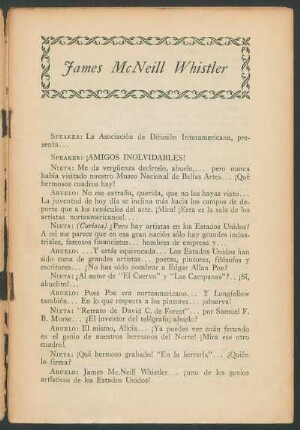 James McNeill Whistler
SPEAKER: La Asociación de Difusión Interamericana, pre-
senta...
SPEAKER: ¡AMIGOS INOLVIDABLES!
NIETA: Me da vergüenza decírtelo, abuelo,... pero nunca
había visitado nuestro Museo Nacional de Bellas Artes... ¡Qué
hermosos cuadros hay!
ABUELO: No me extraña, querida, que no los hayas visto...
La juventud de hoy día se inclina más hacia los campos de de-
porte que a los cenáculos del arte. ¡Mira! ¡Esta es la sala de los
artistas norteamericanos!...
NIETA: (Curiosa) ¿Pero hay artistas en los Estados Unidos?
A mí me parece que en esa gran nación sólo hay grandes indus-
triales, famosos financistas... hombres de empresa y...
ABUELO: Y estás equivocada... Los Estados Unidos han
sido cuna de grandes artistas... poetas, pintores, filósofos y
escritores... ¿No has oído nombrar a Edgar Allan Poe?
NIETA: ¿Al autor de "El Cuervo" y "Las Campanas"?... ¡Sí,
abuelito!...
ABUELO: Pues Poe era norteamericano... Y Longfellow
también... En lo que respecta a los pintores... ¡observa!
NIETA: "Retrato de David C. de Forest"... por Samuel F.
B. Morse... ¿El inventor del telégrafo, abuelo?
ABUELO: El mismo, Alicia... ¡Ya puedes ver cuán fecundo
es el genio de nuestros hermanos del Norte! ¡Mira ese otro
cuadro!
NIETA: ¡Qué hermoso grabado! "En la herrería"... ¿Quién
lo firma?
ABUELO: James Mc.Neill Whistler... ¡uno de los genios
artísticos de los Estados Unidos!